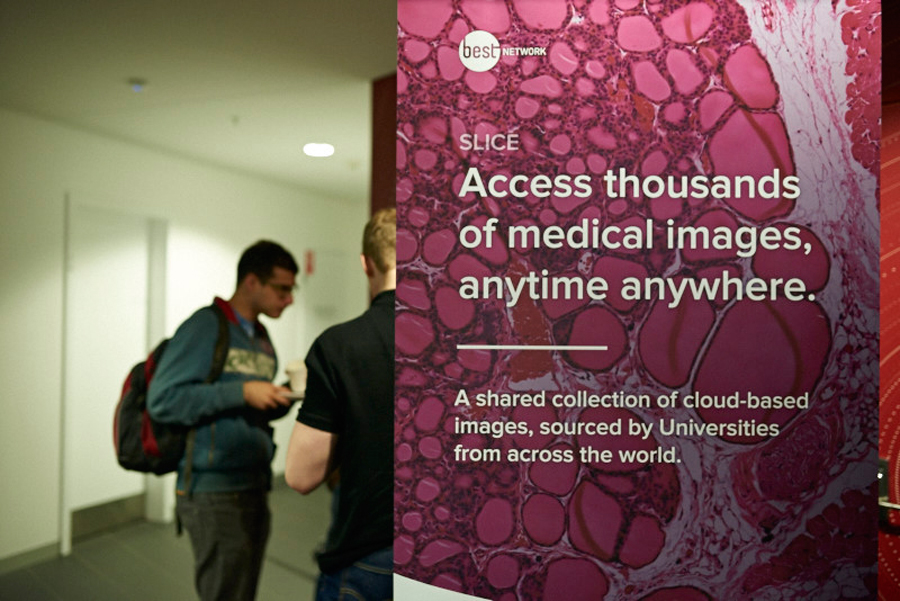 best NETWORK
SLICE
Access thousands
of medical images,
anytime anywhere.
A shared collection of cloud-based
images, sourced by Universities
from across the world.